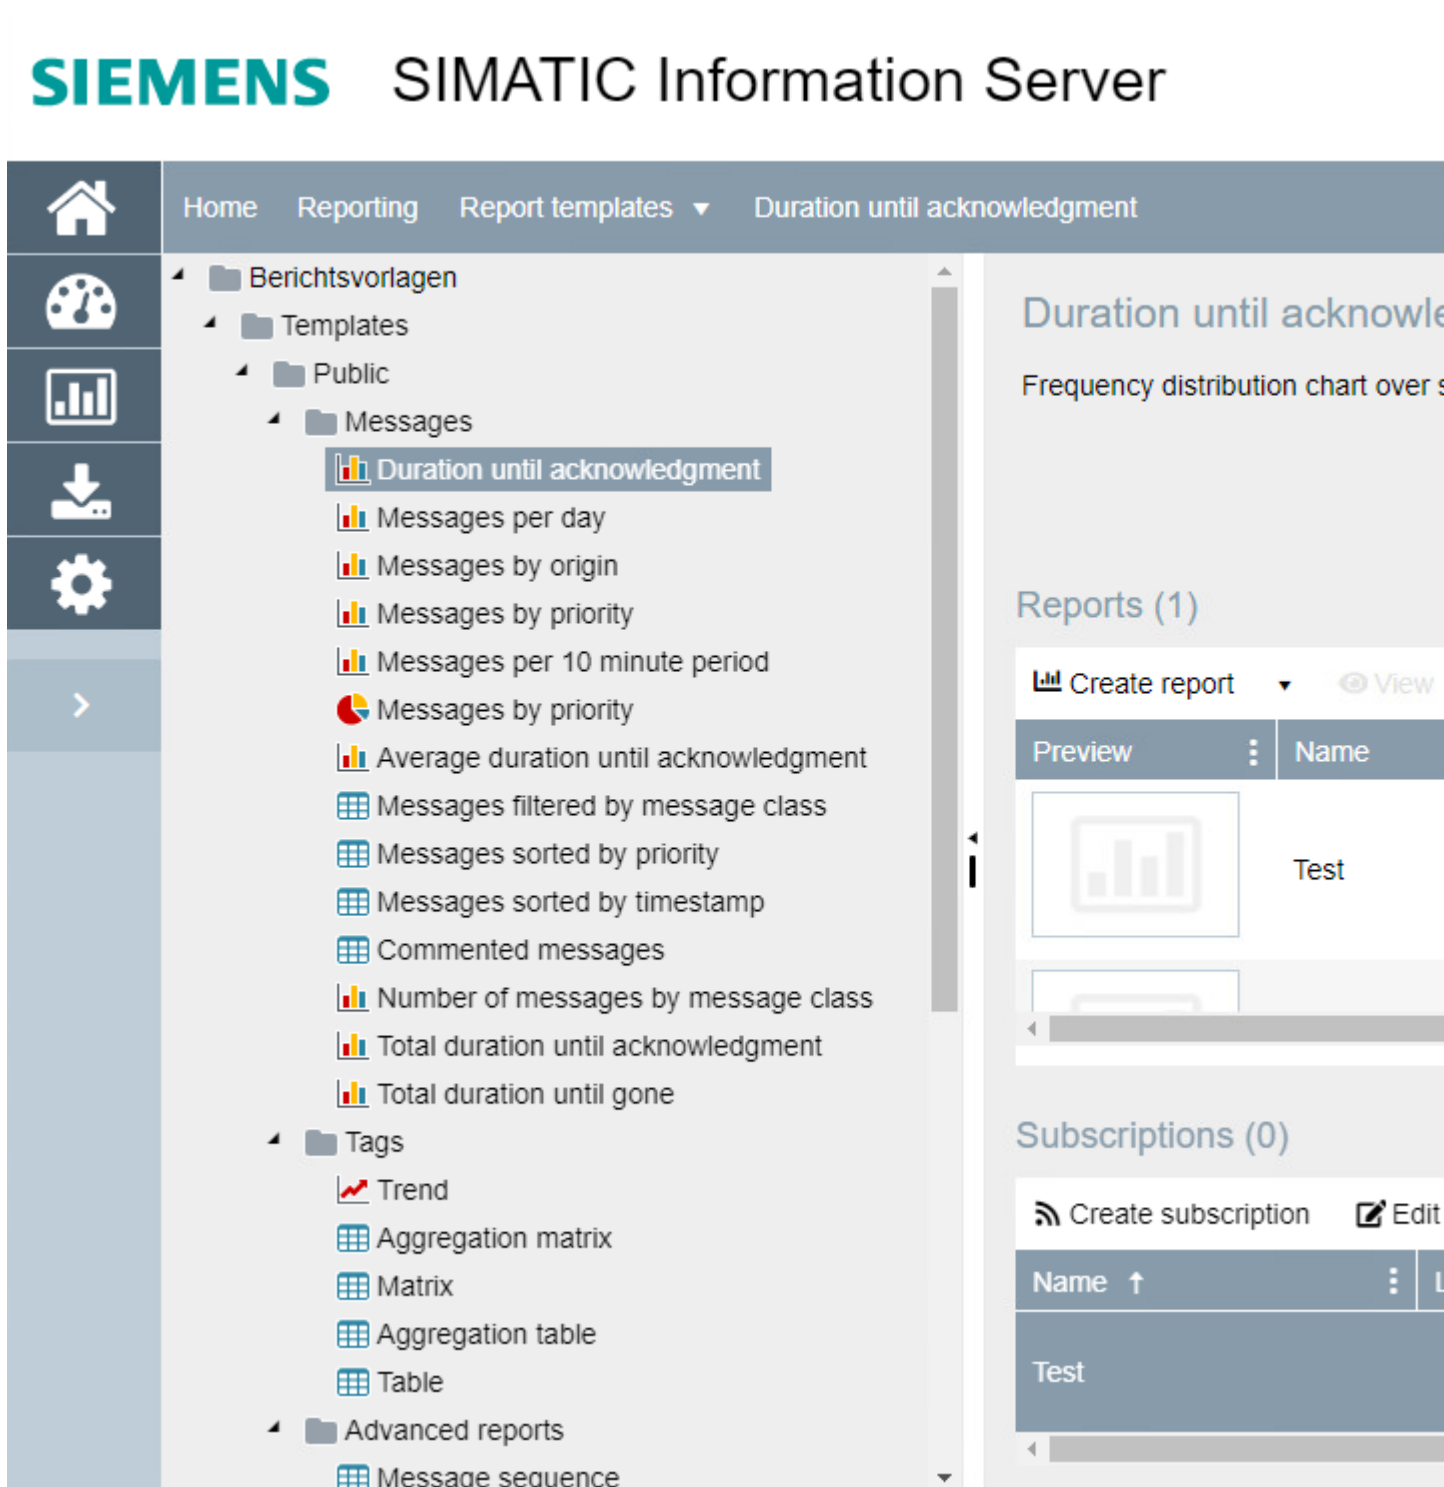 SIEMENS SIMATIC Information Server
Home Reporting Report templates Duration until acknowledgment
Berichtsvorlagen
Templates
Public
Messages
Duration until acknowledgment
Messages per day
Messages by origin
Messages by priority
Messages per 10 minute period
Messages by priority
Average duration until acknowledgment
Messages filtered by message class
Messages sorted by priority
Messages sorted by timestamp
Commented messages
Number of messages by message class
Total duration until acknowledgment
Total duration until gone
Tags
Trend
Aggregation matrix
Matrix
Aggregation table
Table
Advanced reports
Message sequence
Duration until
Frequency distribution chart over
Reports (1)
Create report View
Preview Name
Test
Subscriptions (0)
Create subscription Edit
Name
Test